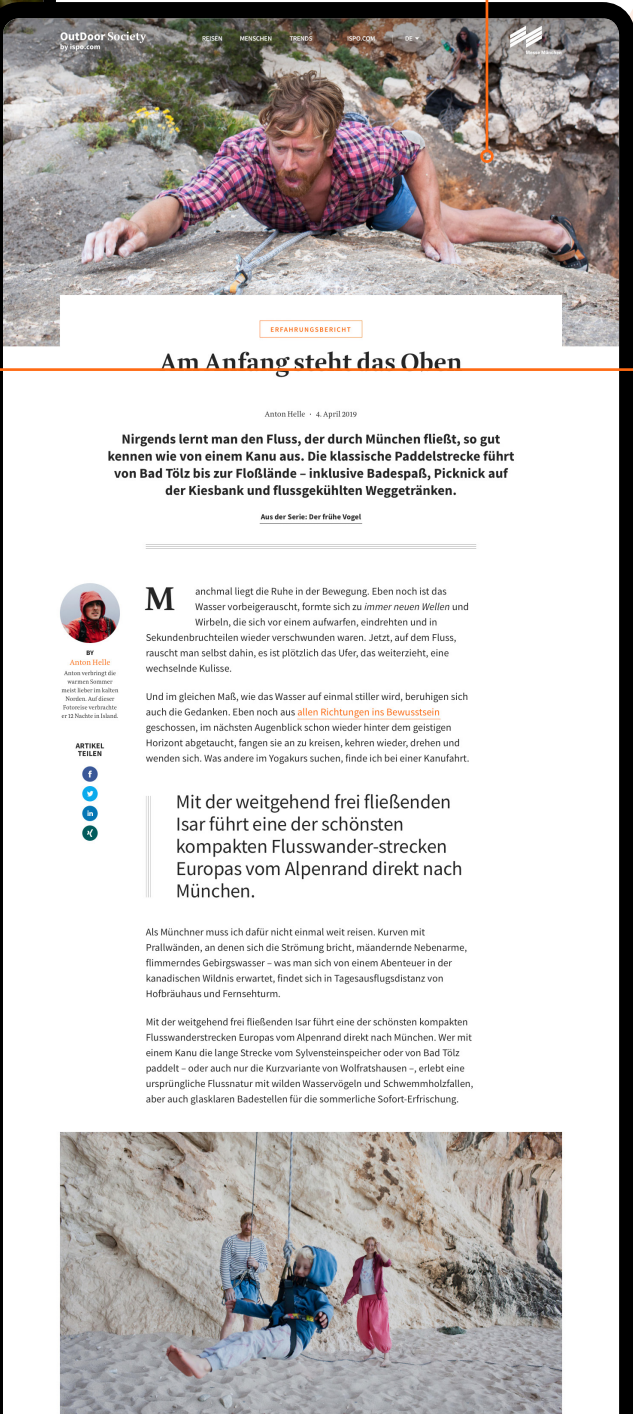 OutDoor Society
by ispo.com
REISEN MENSCHEN TRENDS ISPO.COM DE
Messe München
ERFAHRUNGSBERICHT
Am Anfang steht das Oben
Anton Helle · 4. April 2019
Nirgends lernt man den Fluss, der durch München fließt, so gut
kennen wie von einem Kanu aus. Die klassische Paddelstrecke führt
von Bad Tölz bis zur Floßlände – inklusive Badespaß, Picknick auf
der Kiesbank und flussgekühlten Weggetränken.
Aus der Serie: Der frühe Vogel
BY
Anton Helle
Anton verbringt die
warmen Sommer
meist lieber im kalten
Norden. Auf dieser
Fotoreise verbrachte
er 12 Nächte in Island.
ARTIKEL
TEILEN
Manchmal liegt die Ruhe in der Bewegung. Eben noch ist das
Wasser vorbeigerauscht, formte sich zu immer neuen Wellen und
Wirbeln, die sich vor einem aufwarfen, eindrehten und in
Sekundenbruchteilen wieder verschwunden waren. Jetzt, auf dem Fluss,
rauscht man selbst dahin, es ist plötzlich das Ufer, das weiterzieht, eine
wechselnde Kulisse.
Und im gleichen Maß, wie das Wasser auf einmal stiller wird, beruhigen sich
auch die Gedanken. Eben noch aus allen Richtungen ins Bewusstsein
geschossen, im nächsten Augenblick schon wieder hinter dem geistigen
Horizont abgetaucht, fangen sie an zu kreisen, kehren wieder, drehen und
wenden sich. Was andere im Yogakurs suchen, finde ich bei einer Kanufahrt.
Mit der weitgehend frei fließenden
Isar führt eine der schönsten
kompakten Flusswander-strecken
Europas vom Alpenrand direkt nach
München.
Als Münchner muss ich dafür nicht einmal weit reisen. Kurven mit
Prallwänden, an denen sich die Strömung bricht, mäandernde Nebenarme,
flimmerndes Gebirgswasser – was man sich von einem Abenteuer in der
kanadischen Wildnis erwartet, findet sich in Tagesausflugsdistanz von
Hofbräuhaus und Fernsehturm.
Mit der weitgehend frei fließenden Isar führt eine der schönsten kompakten
Flusswanderstrecken Europas vom Alpenrand direkt nach München. Wer mit
einem Kanu die lange Strecke vom Sylvensteinspeicher oder von Bad Tölz
paddelt – oder auch nur die Kurzvariante von Wolfratshausen –, erlebt eine
ursprüngliche Flussnatur mit wilden Wasservögeln und Schwemmholzfallen,
aber auch glasklaren Badestellen für die sommerliche Sofort-Erfrischung.